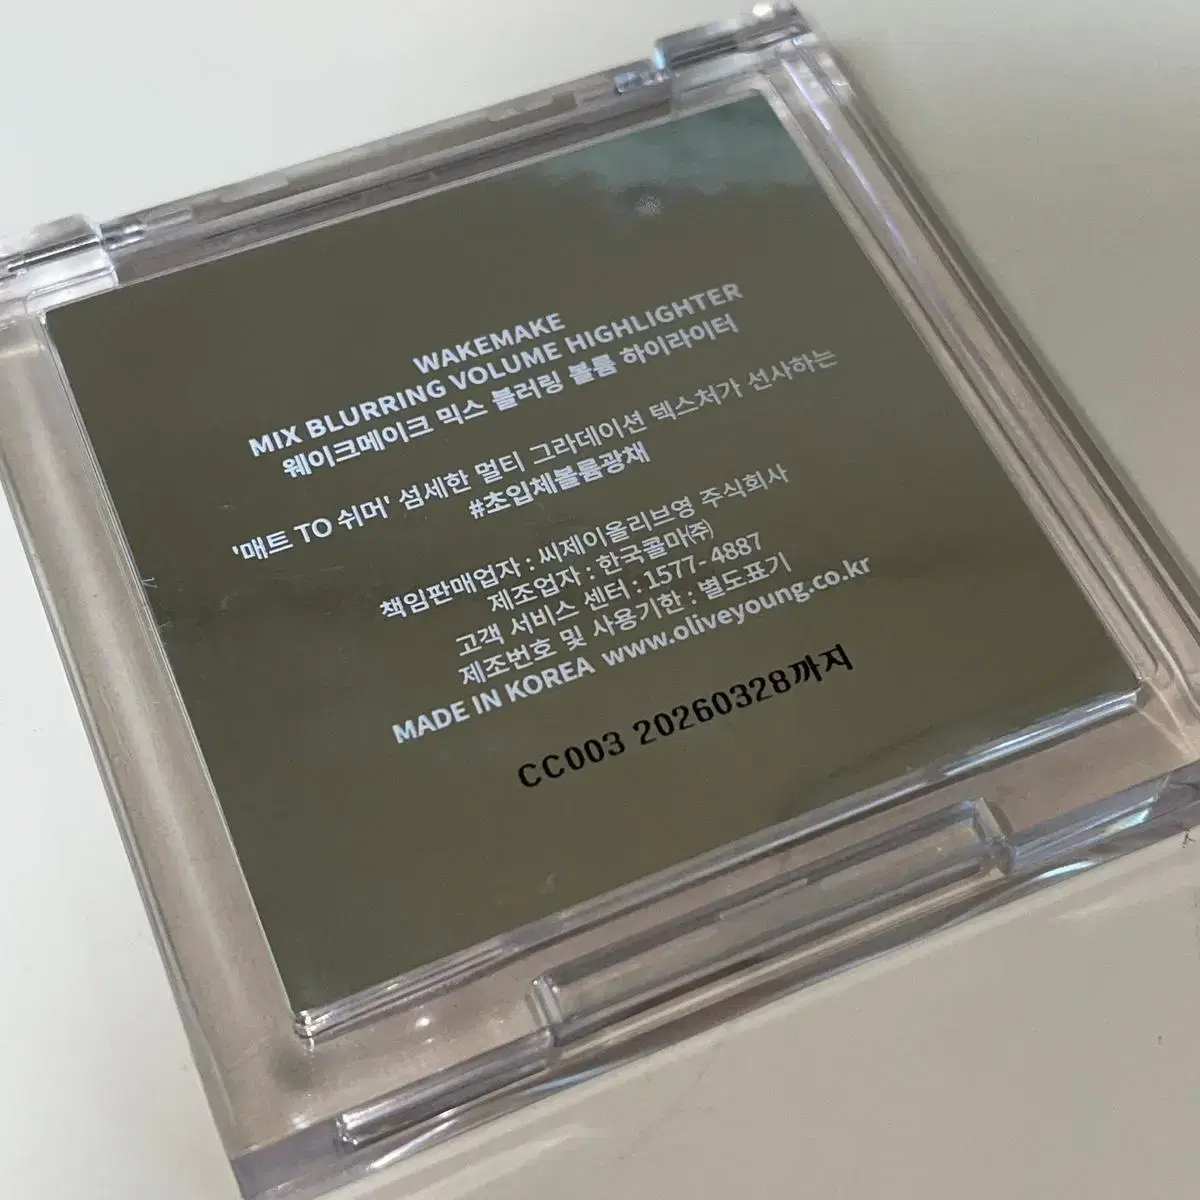 WAKEMAKE
MIX BLURRING VOLUME HIGHLIGHTER
웨이크메이크 믹스 블러링 볼륨 하이라이터
'매트 TO 쉬머' 섬세한 멀티 그라데이션 텍스처가 선사하는
#초입체볼륨광채
책임판매업자 : 씨제이올리브영 주식회사
제조업자 : 한국콜마㈜
고객 서비스 센터 : 1577- 4887
제조번호 및 사용기한 : 별도표기
MADE IN KOREA www.oliveyoung.co.kr
CC003 20260328까지